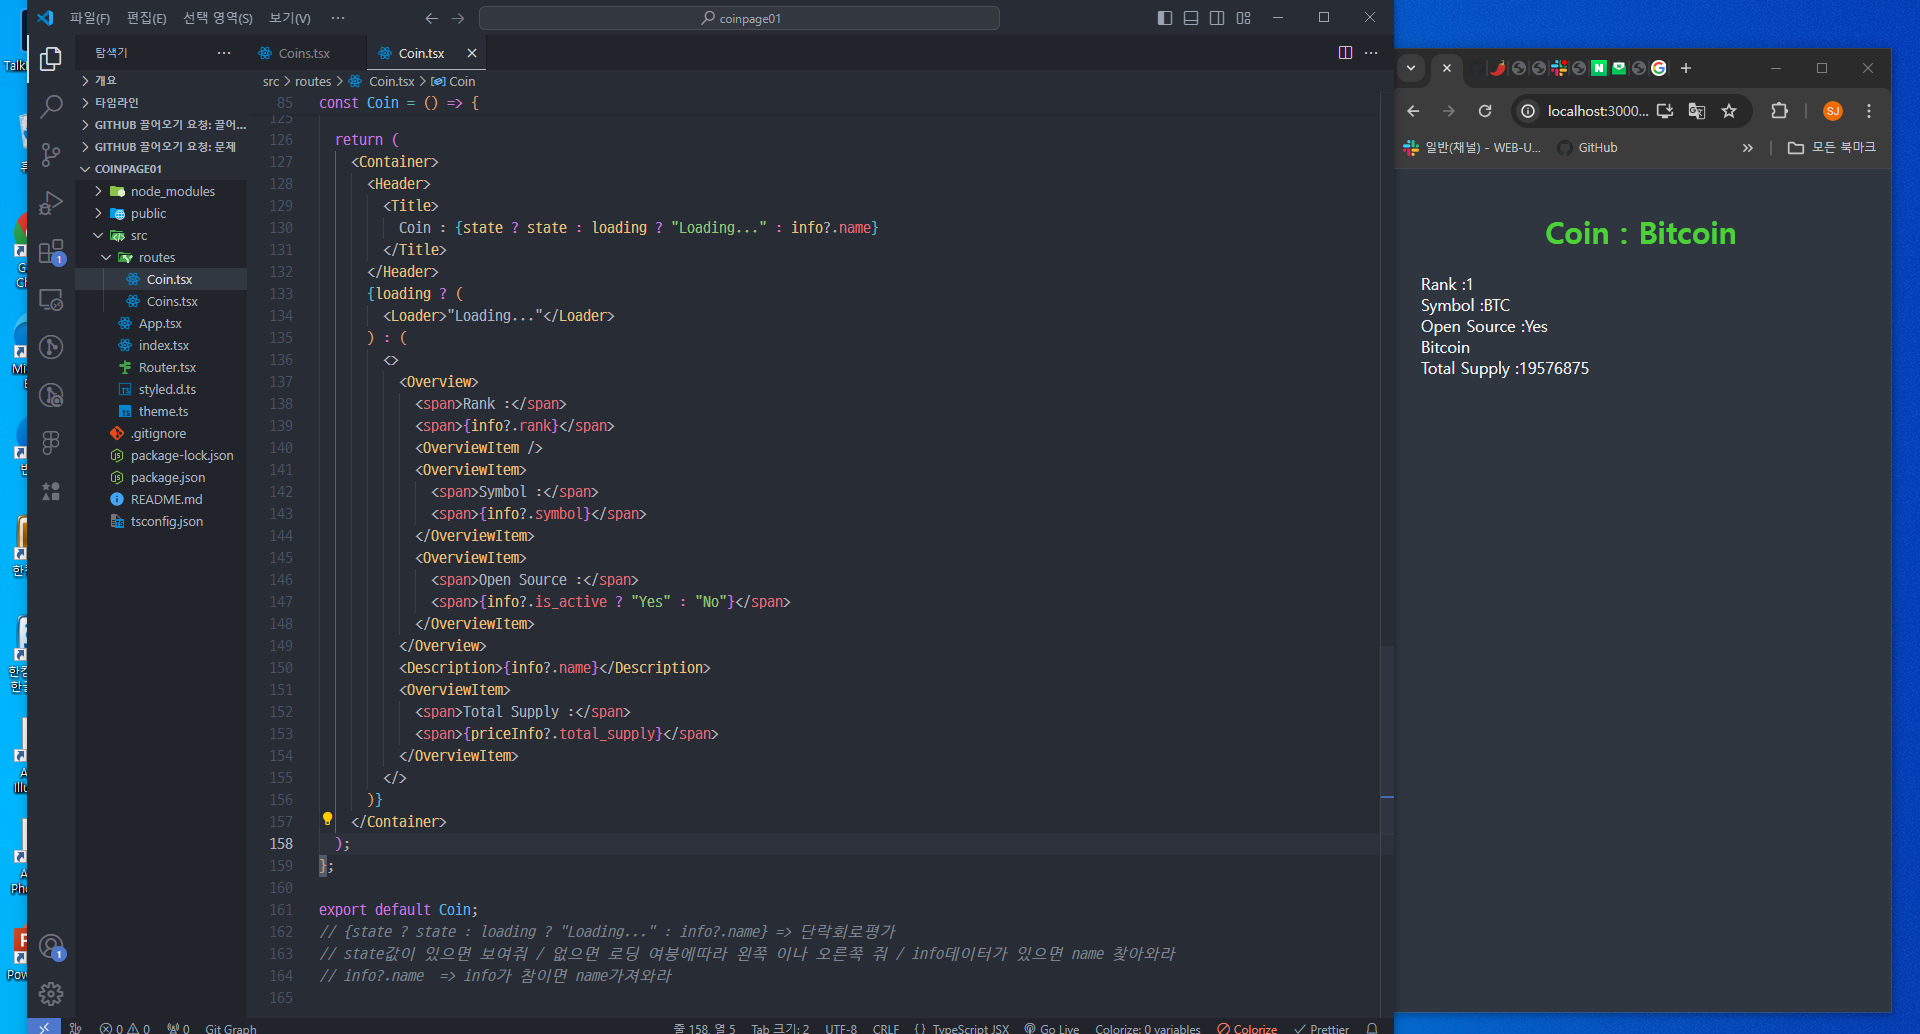 파일(F) 편집(E) 선택 영역(S) 보기(V) ··· coinpage01
탐색기
Coins.tsx Coin.tsx
개요
타임라인
GITHUB 끌어오기 요청: 끌어...
GITHUB 끌어오기 요청: 문제
COINPAGE01
node_modules
public
src
routes
Coin.tsx
Coins.tsx
App.tsx
index.tsx
Router.tsx
styled.d.ts
theme.ts
.gitignore
package-lock.json
package.json
README.md
tsconfig.json
src > routes > Coin.tsx > Coin
85 const Coin = () => {
125
126 return (
127 <Container>
128 <Header>
129 <Title>
130 Coin : {state ? state : loading ? "Loading..." : info?.name}
131 </Title>
132 </Header>
133 {loading ? (
134 <Loader>"Loading..."</Loader>
135 ) : (
136 <>
137 <Overview>
138 <span>Rank :</span>
139 <span>{info?.rank}</span>
140 <OverviewItem />
141 <OverviewItem>
142 <span>Symbol :</span>
143 <span>{info?.symbol}</span>
144 </OverviewItem>
145 <OverviewItem>
146 <span>Open Source :</span>
147 <span>{info?.is_active ? "Yes" : "No"}</span>
148 </OverviewItem>
149 </Overview>
150 <Description>{info?.name}</Description>
151 <OverviewItem>
152 <span>Total Supply :</span>
153 <span>{priceInfo?.total_supply}</span>
154 </OverviewItem>
155 </>
156 )}
157 </Container>
158 );
159 };
160
161 export default Coin;
162 // {state ? state : loading ? "Loading..." : info?.name} => 단락회로평가
163 // state값이 있으면 보여줘 / 없으면 로딩 여붕에따라 왼쪽 이나 오른쪽 줘 / info데이터가 있으면 name 찾아와라
164 // info?.name => info가 참이면 name가져와라
165
0 0 0 Git Graph 줄 158, 열 5 Tab 크기: 2 UTF-8 CRLF {} TypeScript JSX Go Live Colorize: 0 variables Colorize Prettier
localhost:3000... SJ
일반(채널) - WEB-U... GitHub » 모든 북마크
Coin : Bitcoin
Rank :1
Symbol :BTC
Open Source :Yes
Bitcoin
Total Supply :19576875